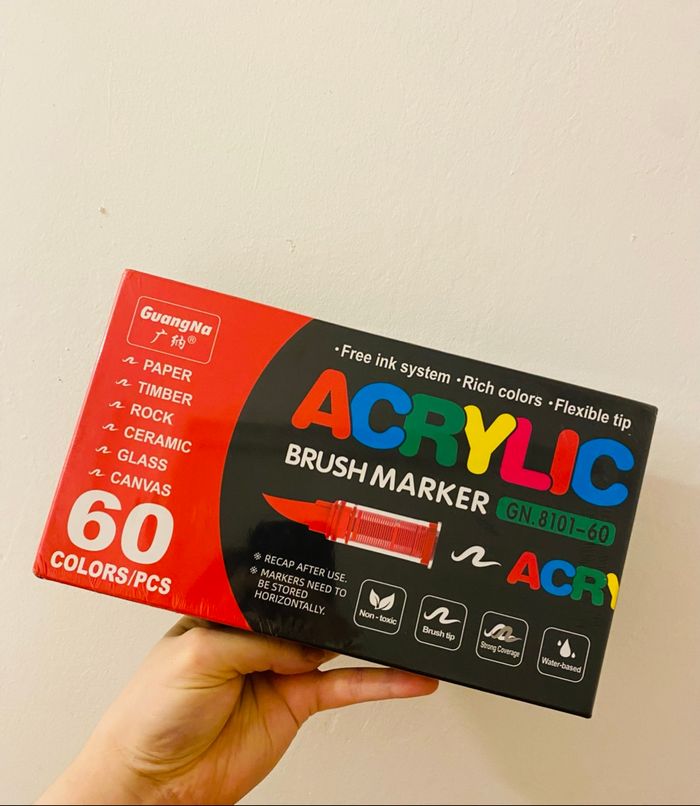 GuangNa
广纳®
PAPER
TIMBER
ROCK
CERAMIC
GLASS
CANVAS
60
COLORS/PCS
·Free ink system ·Rich colors ·Flexible tip
ACRYLIC
BRUSH MARKER
GN.8101-60
ACRY
※ RECAP AFTER USE.
※ MARKERS NEED TO
BE STORED
HORIZONTALLY.
Non-toxic
Brush tip
Strong Coverage
Water-based